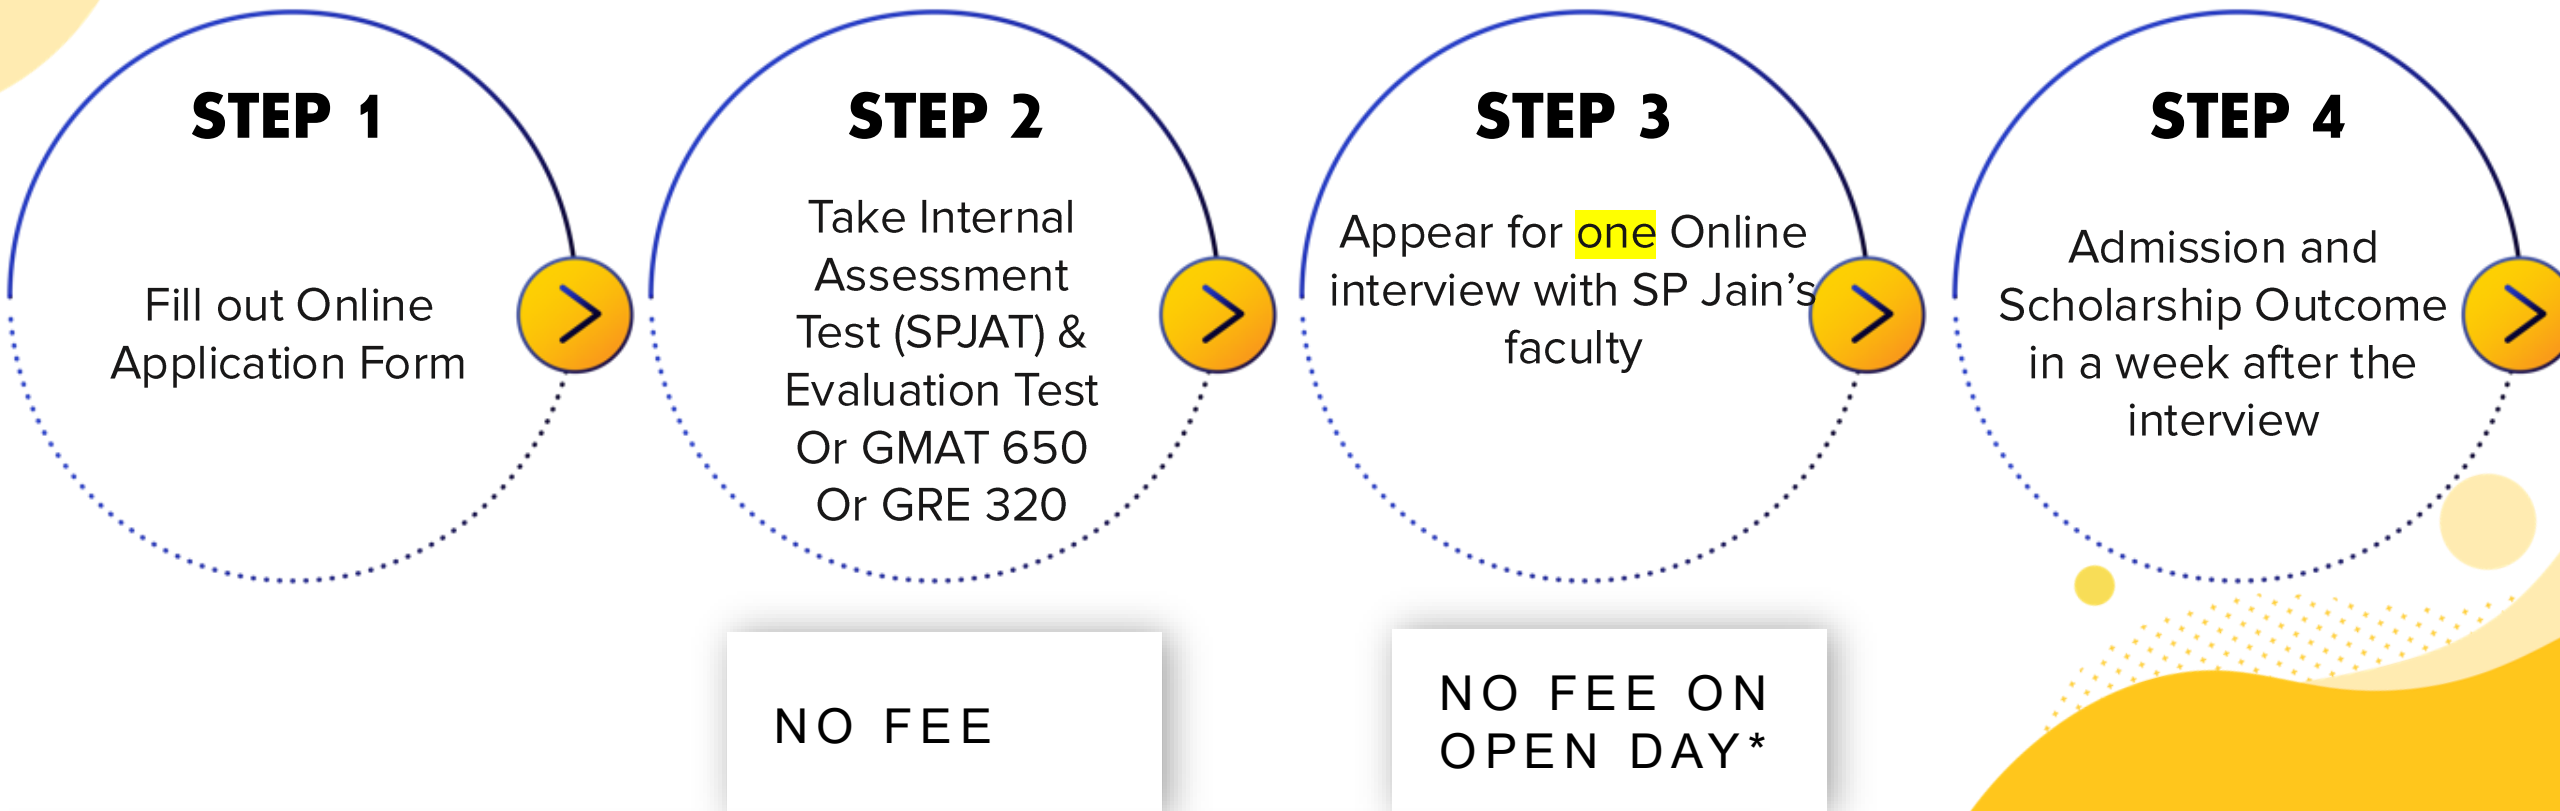 STEP 1
Fill out Online
Application Form
STEP 2
Take Internal
Assessment
Test (SPJAT) &
Evaluation Test
Or GMAT 650
Or GRE 320
NO FEE
STEP 3
Appear for one Online
interview with SP Jain’s
faculty
NO FEE ON
OPEN DAY*
STEP 4
Admission and
Scholarship Outcome
in a week after the
interview